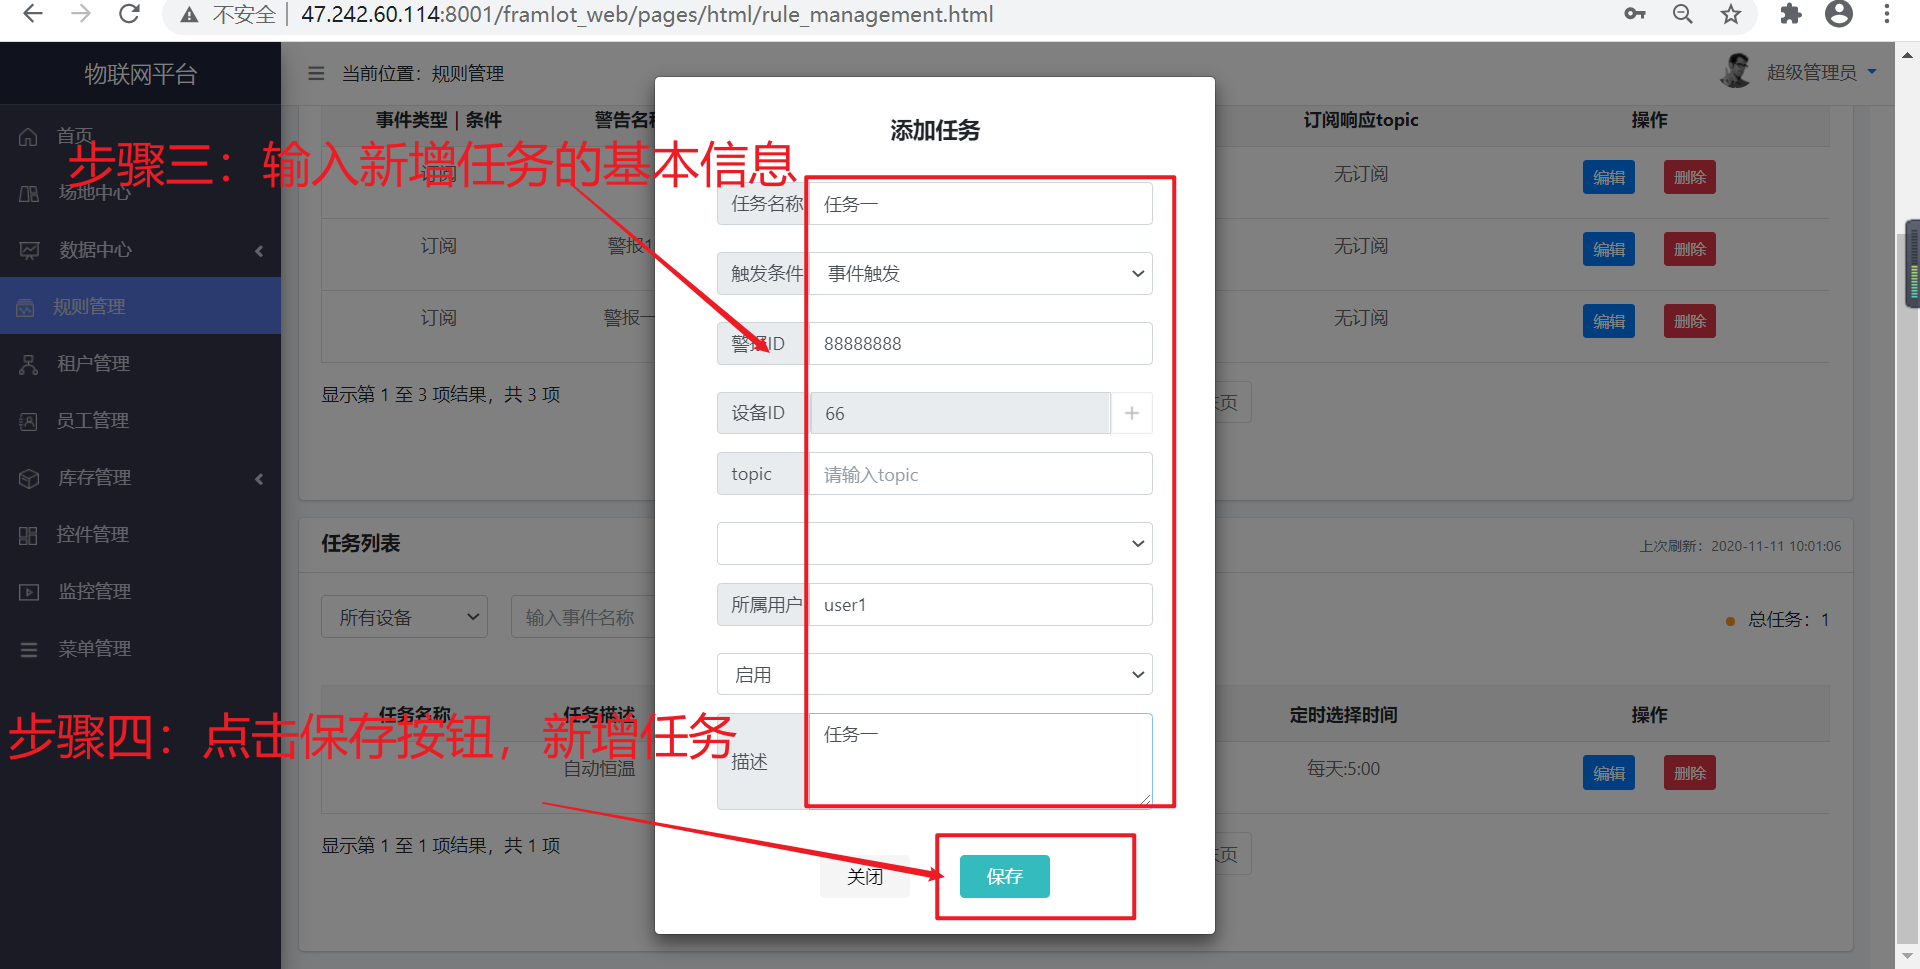 不安全 47.242.60.114:8001/framIot_web/pages/html/rule_management.html
物联网平台
当前位置：规则管理
超级管理员
首页
场地中心
数据中心
规则管理
租户管理
员工管理
库存管理
控件管理
监控管理
菜单管理
事件类型 | 条件 警告名称 订阅响应topic 操作
订阅 无订阅 编辑 删除
订阅 警报1 无订阅 编辑 删除
订阅 警报一 无订阅 编辑 删除
显示第 1 至 3 项结果，共 3 项 页
任务列表
上次刷新：2020-11-11 10:01:06
所有设备 输入事件名称
总任务：1
任务名称 任务描述 定时选择时间 操作
自动恒温 每天:5:00 编辑 删除
显示第 1 至 1 项结果，共 1 项 页
步骤三：输入新增任务的基本信息
步骤四：点击保存按钮，新增任务
添加任务
任务名称 任务一
触发条件 事件触发
警报ID 88888888
设备ID 66 +
topic 请输入topic
所属用户 user1
启用
描述 任务一
关闭 保存